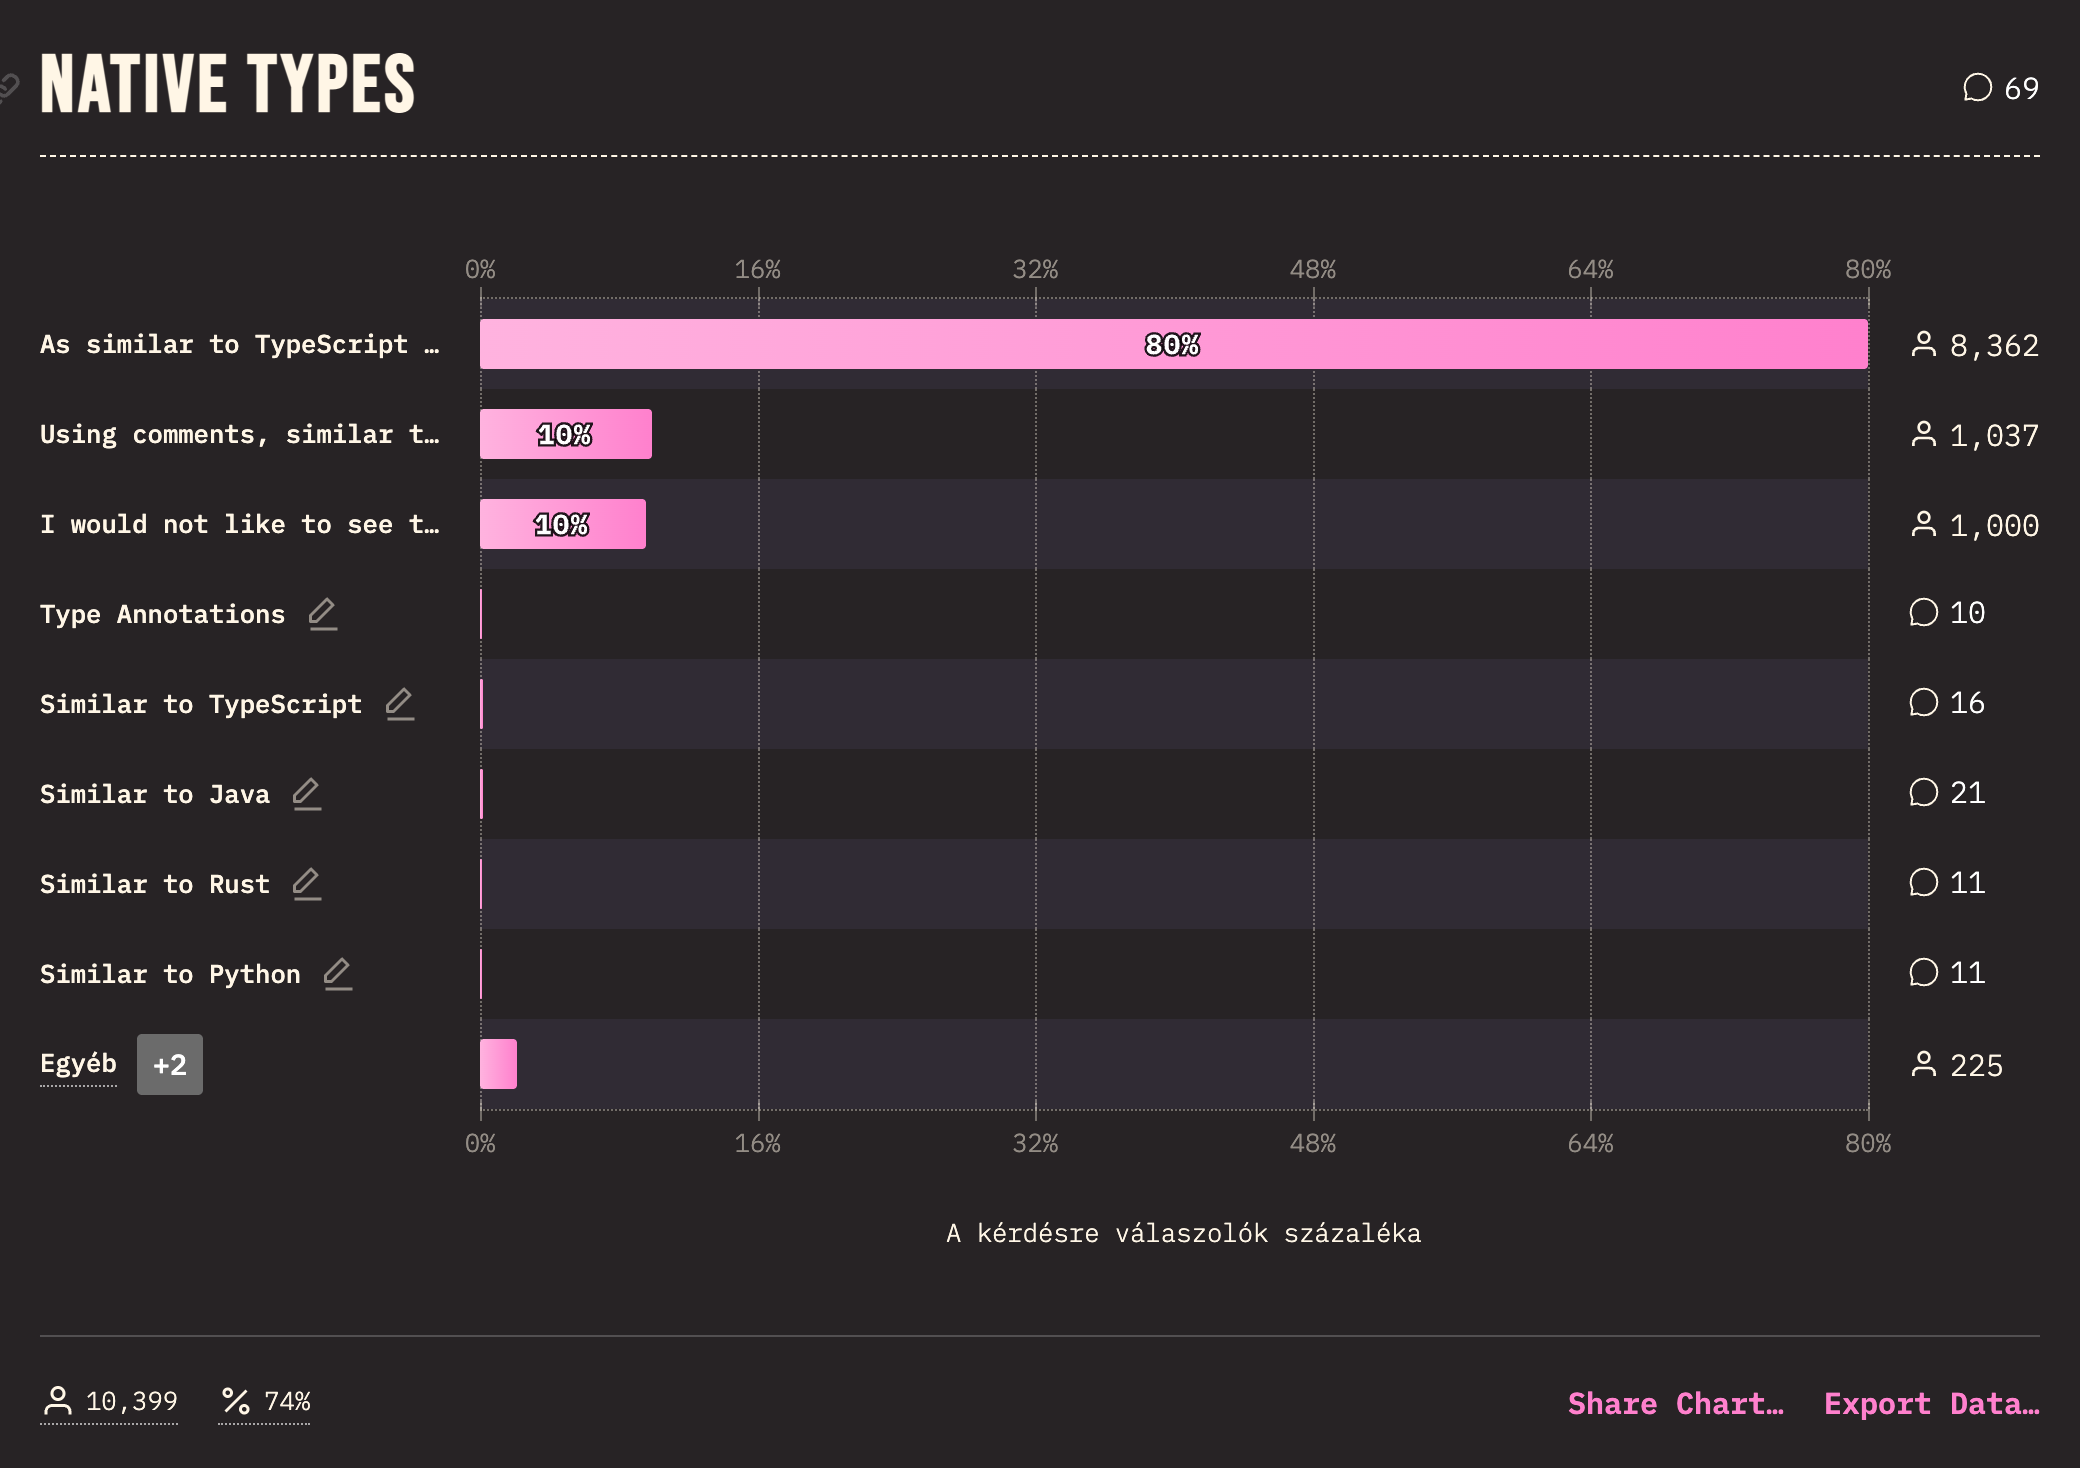 NATIVE TYPES
69
0% 16% 32% 48% 64% 80%
As similar to TypeScript … 80% 8,362
Using comments, similar t… 10% 1,037
I would not like to see t… 10% 1,000
Type Annotations 10
Similar to TypeScript 16
Similar to Java 21
Similar to Rust 11
Similar to Python 11
Egyéb +2 225
0% 16% 32% 48% 64% 80%
A kérdésre válaszolók százaléka
10,399 74% Share Chart… Export Data…